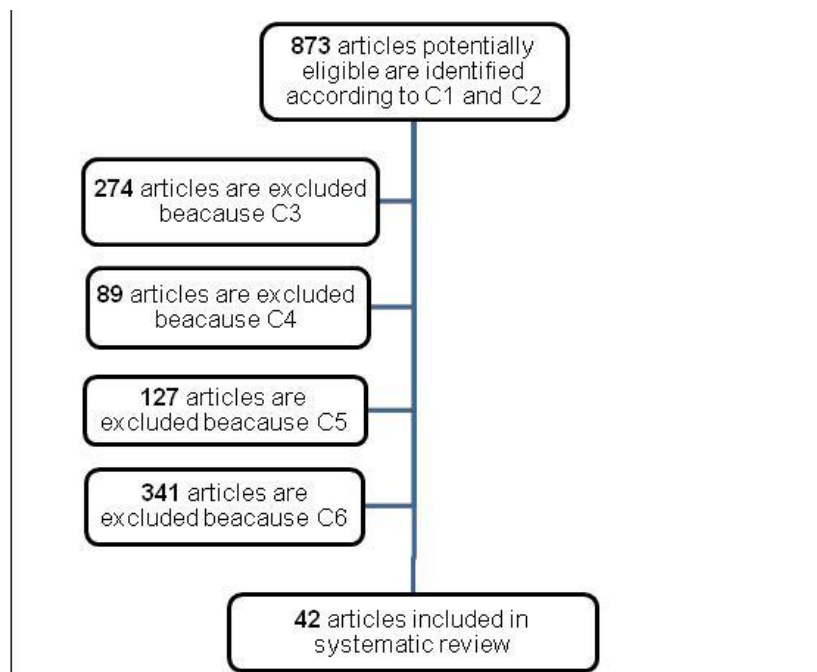 873 articles potentially
eligible are identified
according to C1 and C2
274 articles are excluded
beacause C3
89 articles are excluded
beacause C4
127 articles are
excluded beacause C5
341 articles are
excluded beacause C6
42 articles included in
systematic review